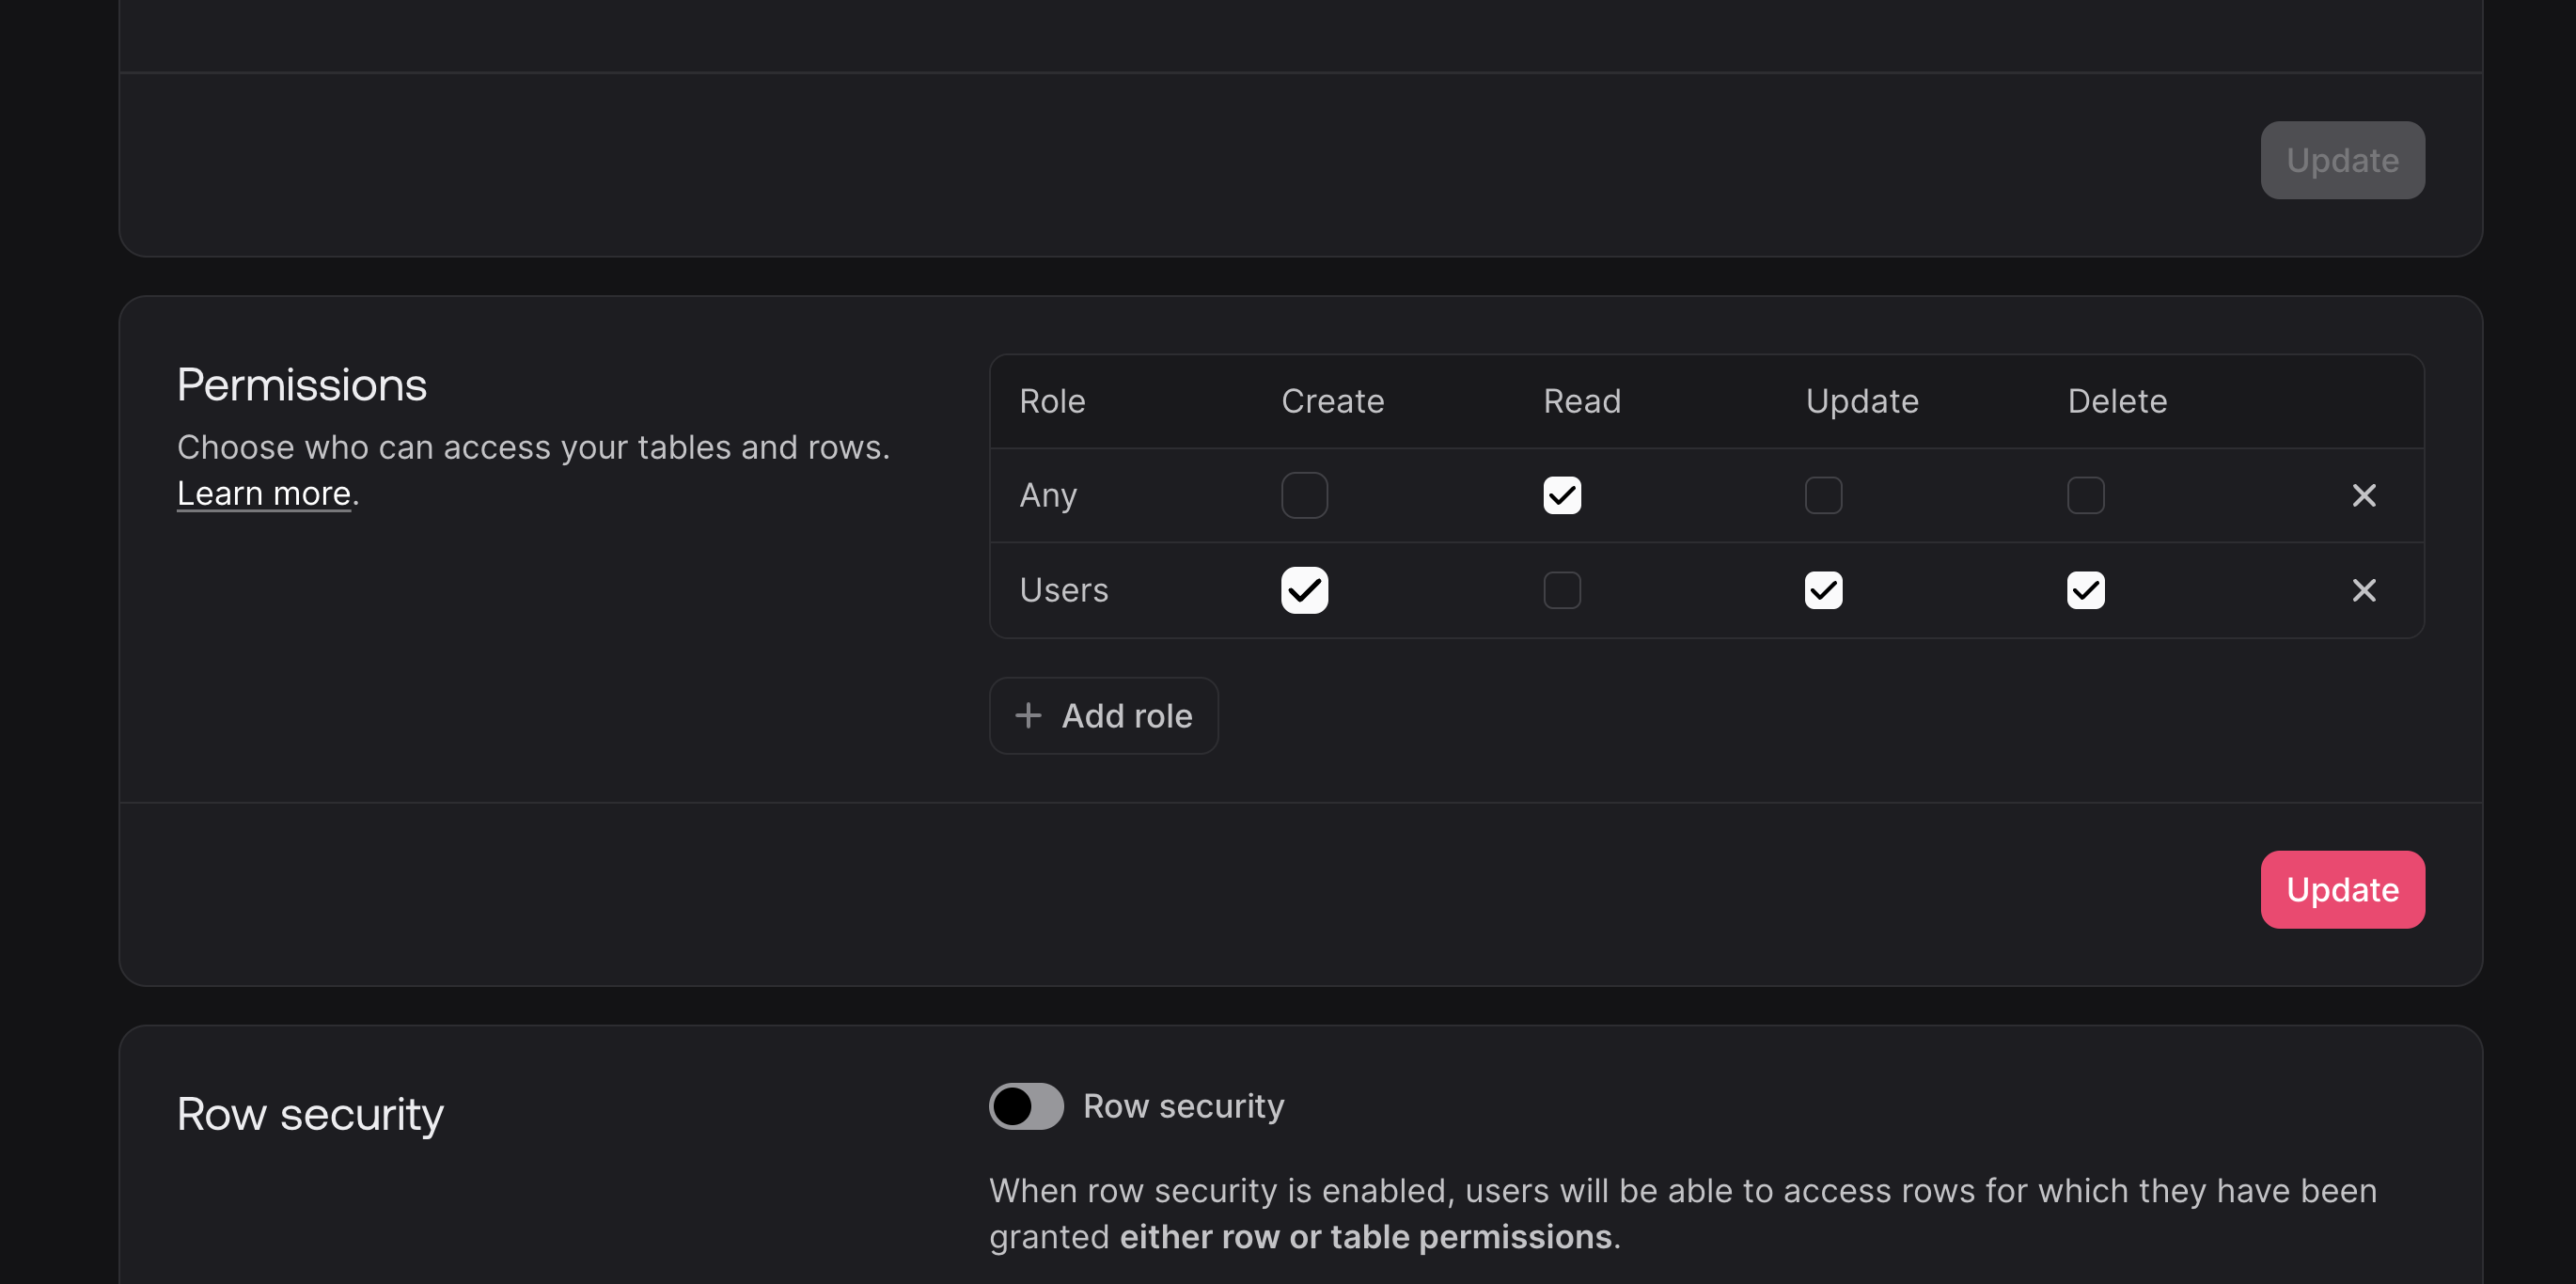 Update
Permissions
Choose who can access your tables and rows.
Learn more.
Role Create Read Update Delete
Any
Users
Add role
Update
Row security
Row security
When row security is enabled, users will be able to access rows for which they have been
granted either row or table permissions.